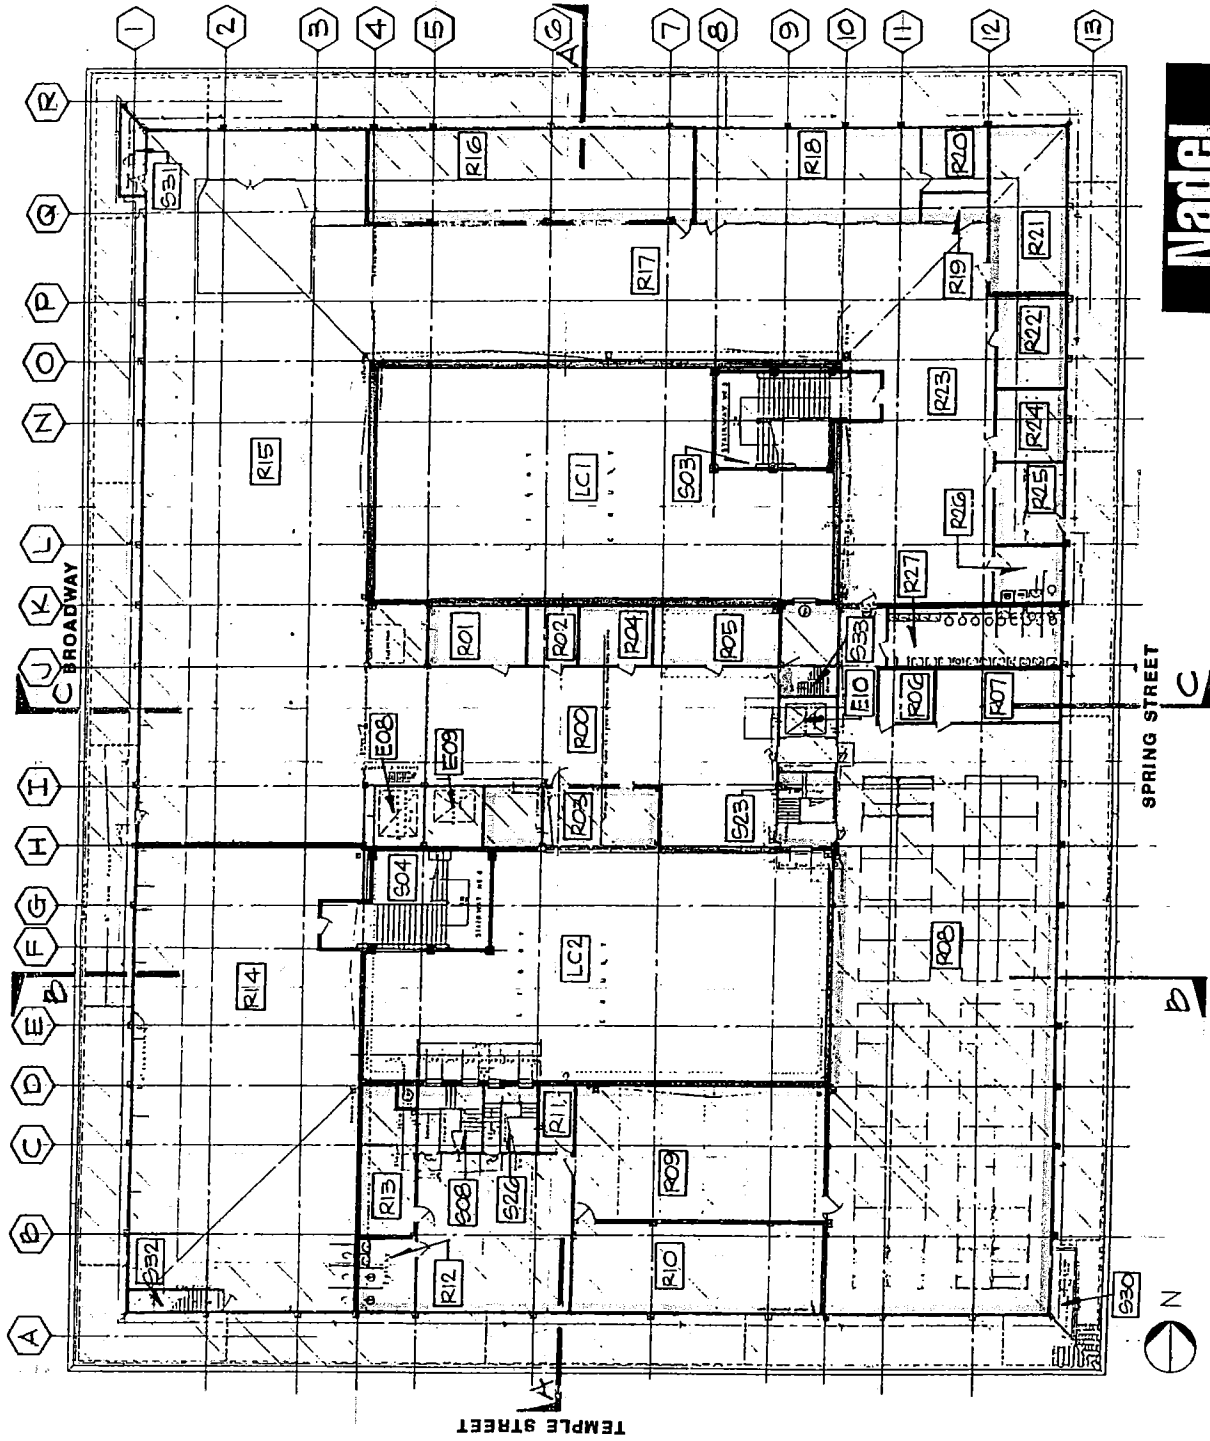 1
2
3
4
5
6
7
8
9
10
11
12
13
R
Q
P
O
N
L
K
J
I
H
G
F
E
D
C
B
A
A
A
B
B
C
C
BROADWAY
SPRING STREET
TEMPLE STREET
N
Nadel
S31
R16
R18
R20
R17
R19
R21
R22
R23
R24
R25
R26
R27
R15
LC1
S03
R01
R02
R04
R05
S33
E10
R06
R07
E08
E09
R00
R03
S23
S04
R14
LC2
R08
R11
R13
S08
S26
R09
R12
R10
S32
S30